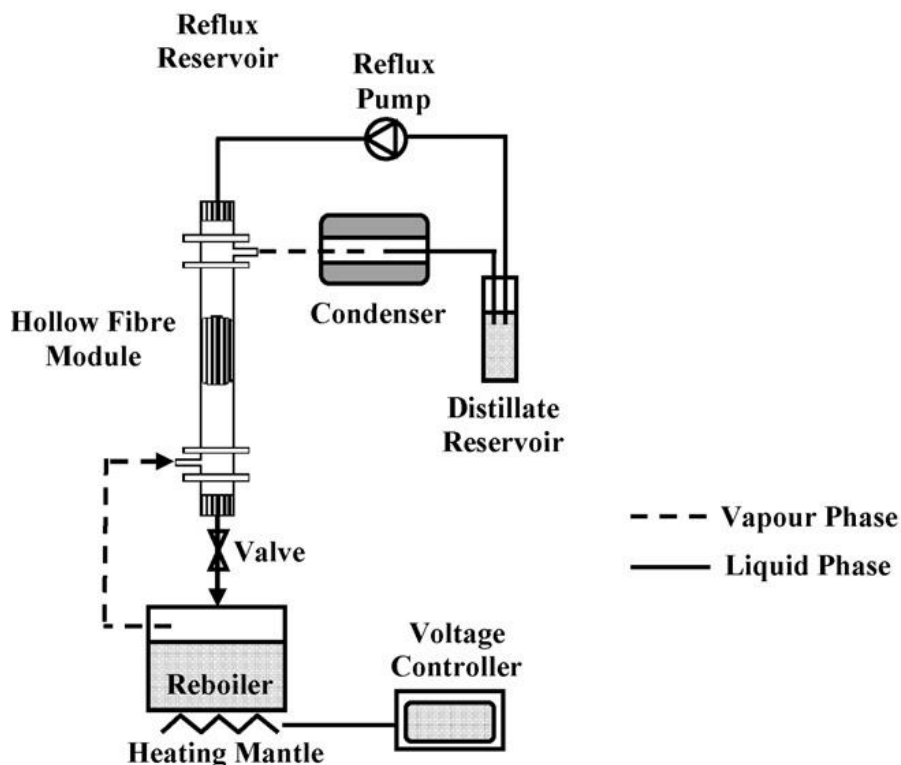 Reflux
Reservoir
Reflux
Pump
Condenser
Hollow Fibre
Module
Distillate
Reservoir
Vapour Phase
Valve
Liquid Phase
Voltage
Controller
Reboiler
Heating Mantle